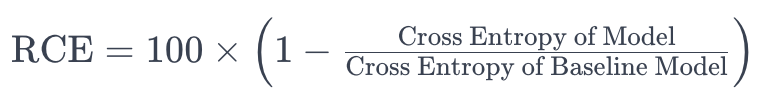 RCE = 100 × (1 − Cross Entropy of Model / Cross Entropy of Baseline Model)